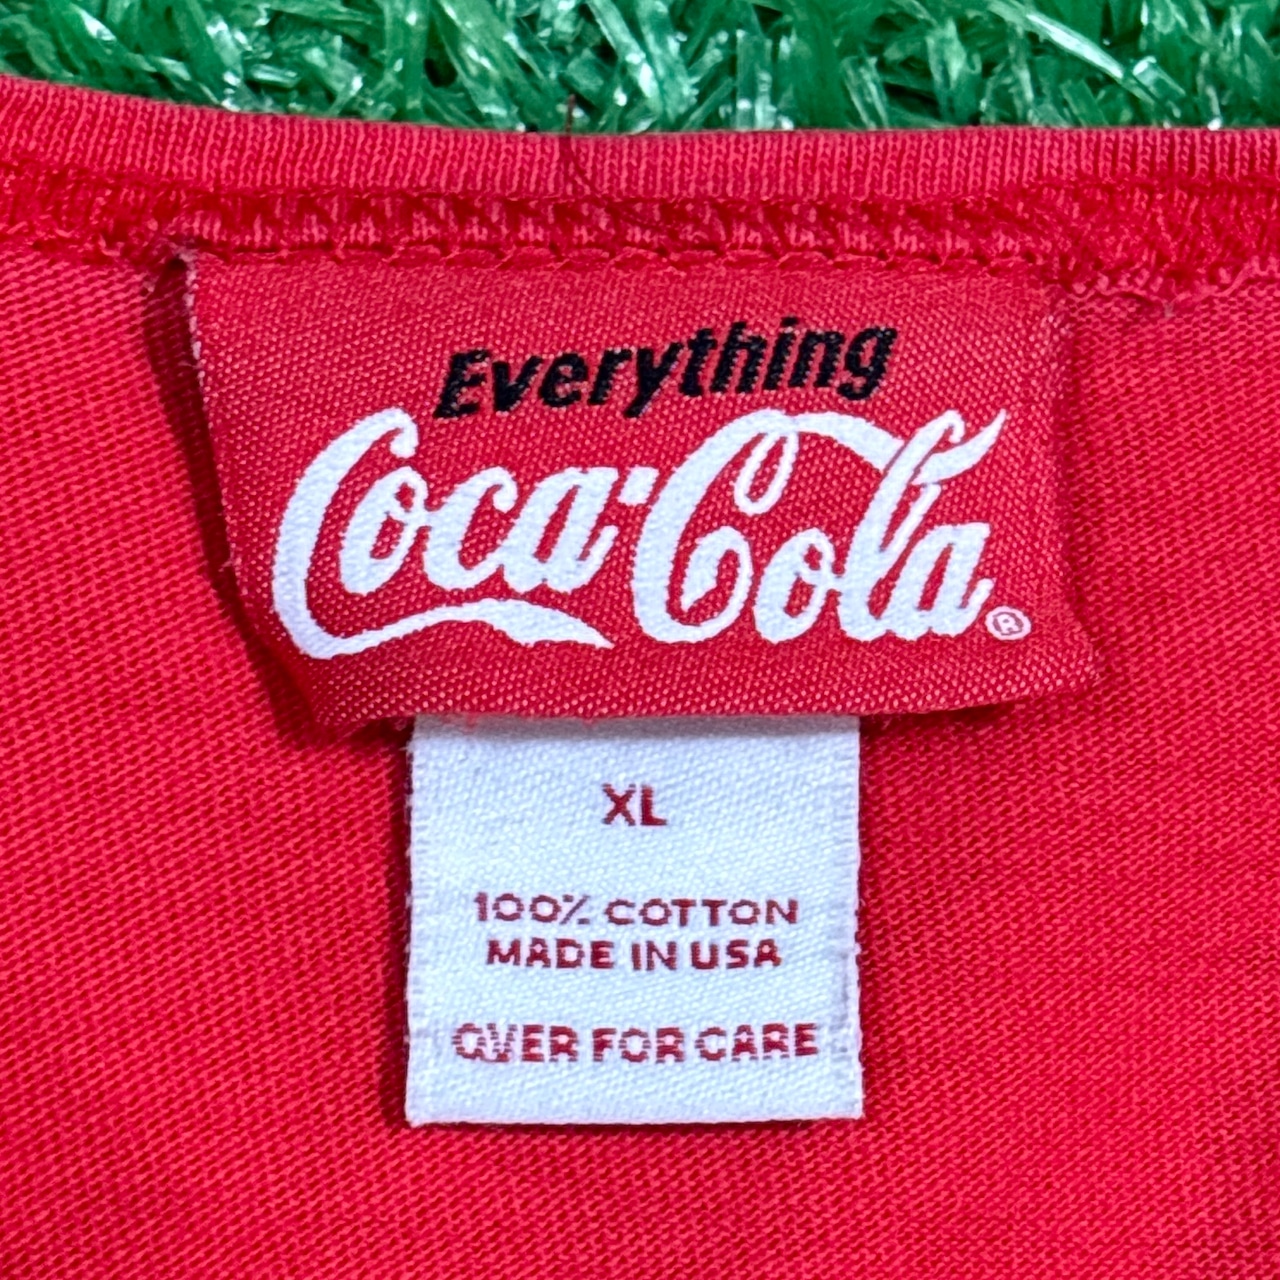 Everything
Coca-Cola®
XL
100% COTTON
MADE IN USA
OVER FOR CARE